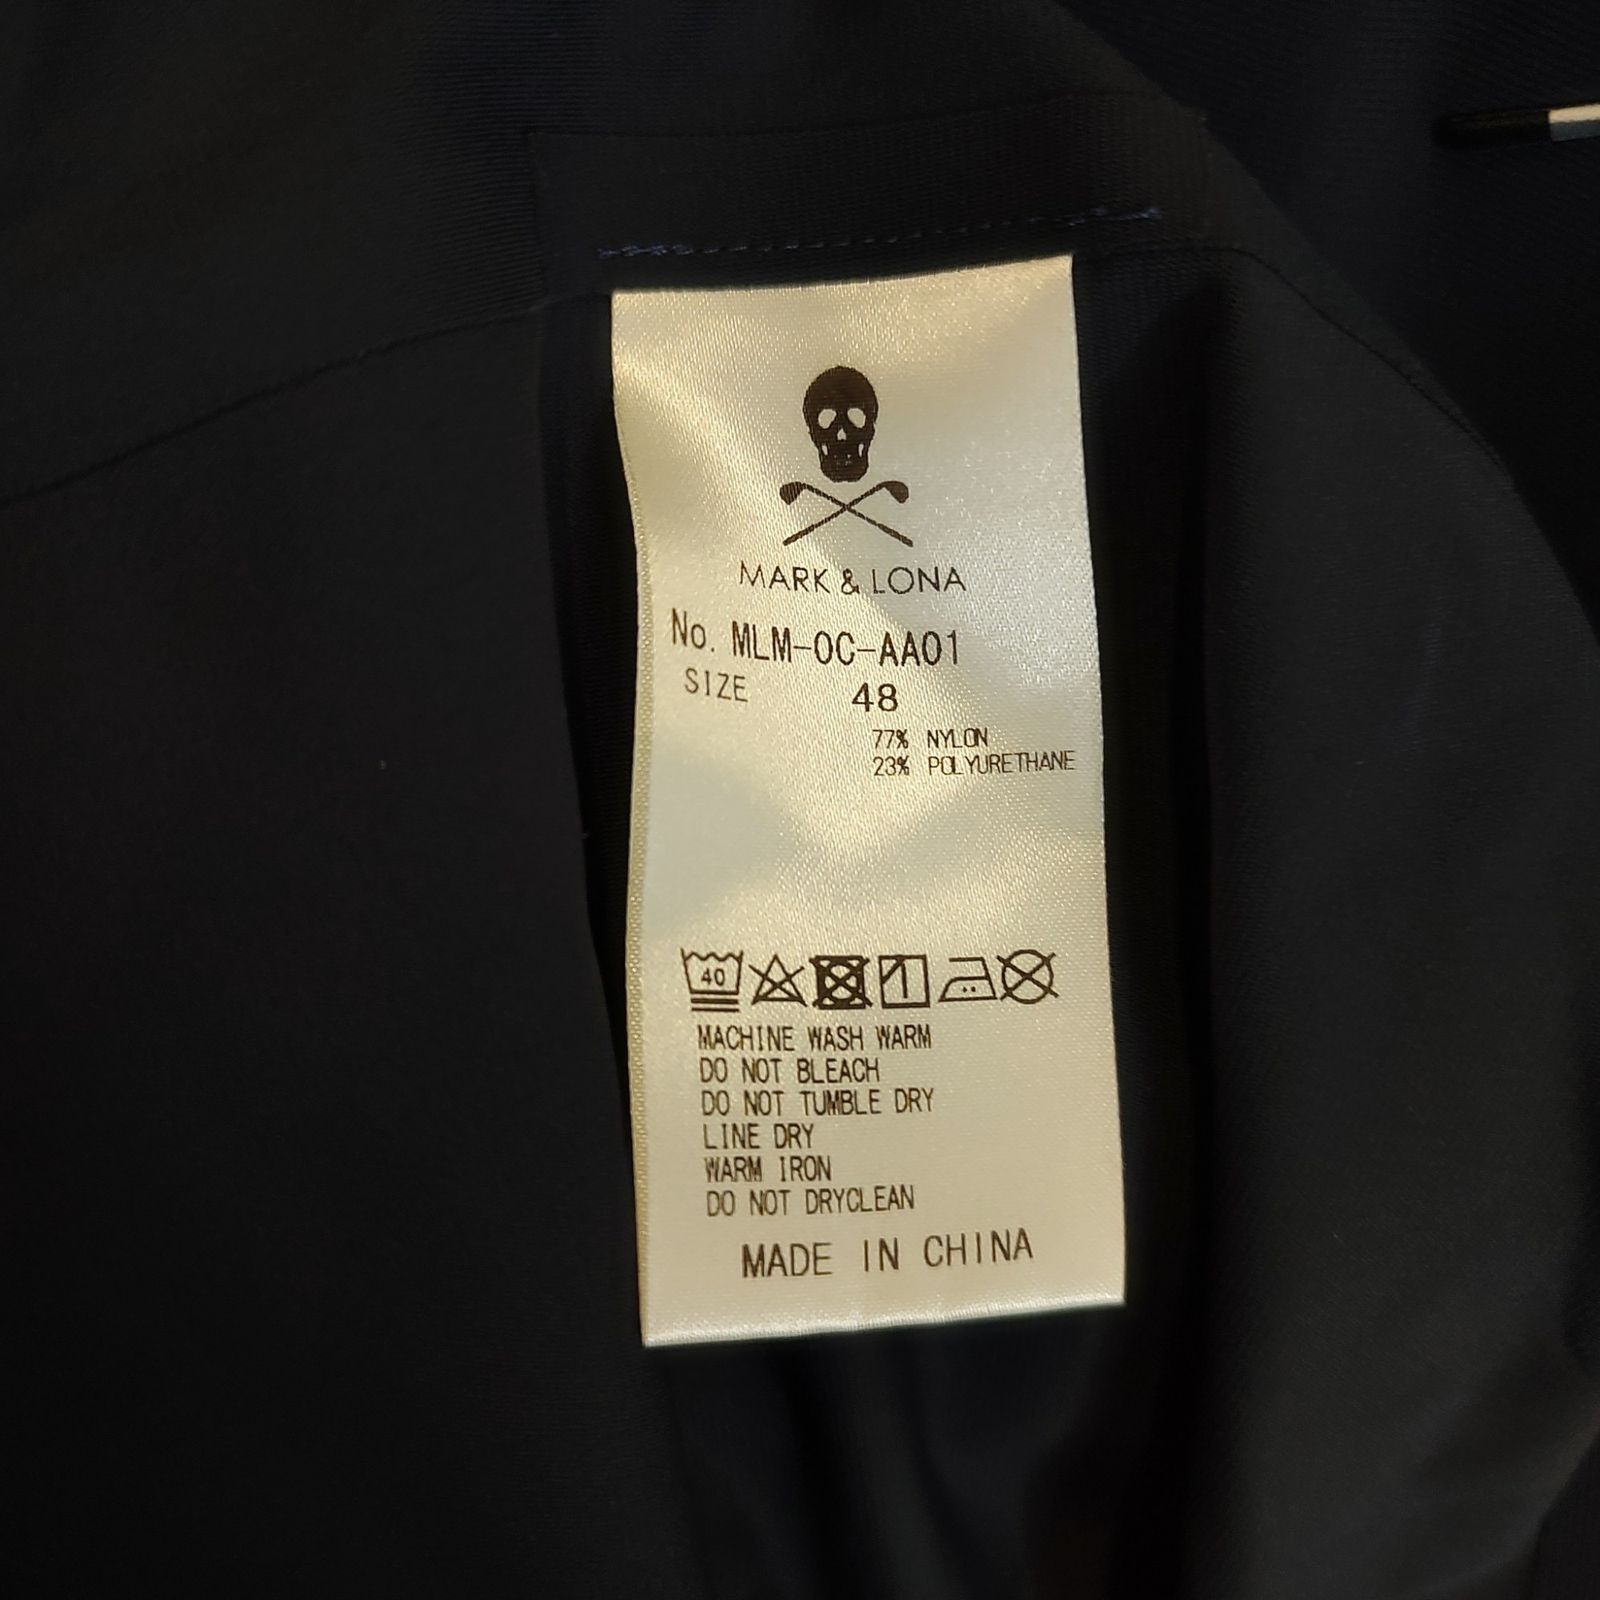 MARK & LONA
No. MLM-OC-AA01
SIZE 48
77% NYLON
23% POLYURETHANE
40
MACHINE WASH WARM
DO NOT BLEACH
DO NOT TUMBLE DRY
LINE DRY
WARM IRON
DO NOT DRYCLEAN
MADE IN CHINA